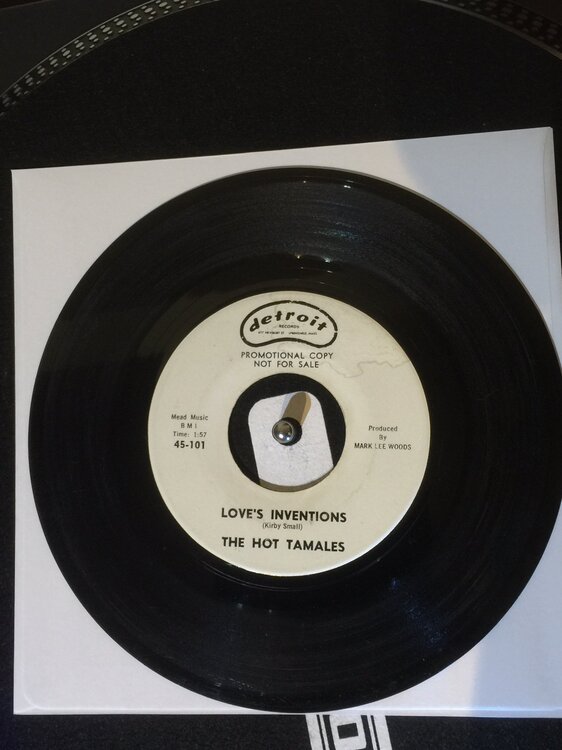 detroit
RECORDS
PROMOTIONAL COPY
NOT FOR SALE
Mead Music
B M I
Time: 1:57
45-101
Produced
By
MARK LEE WOODS
LOVE'S INVENTIONS
(Kirby Small)
THE HOT TAMALES